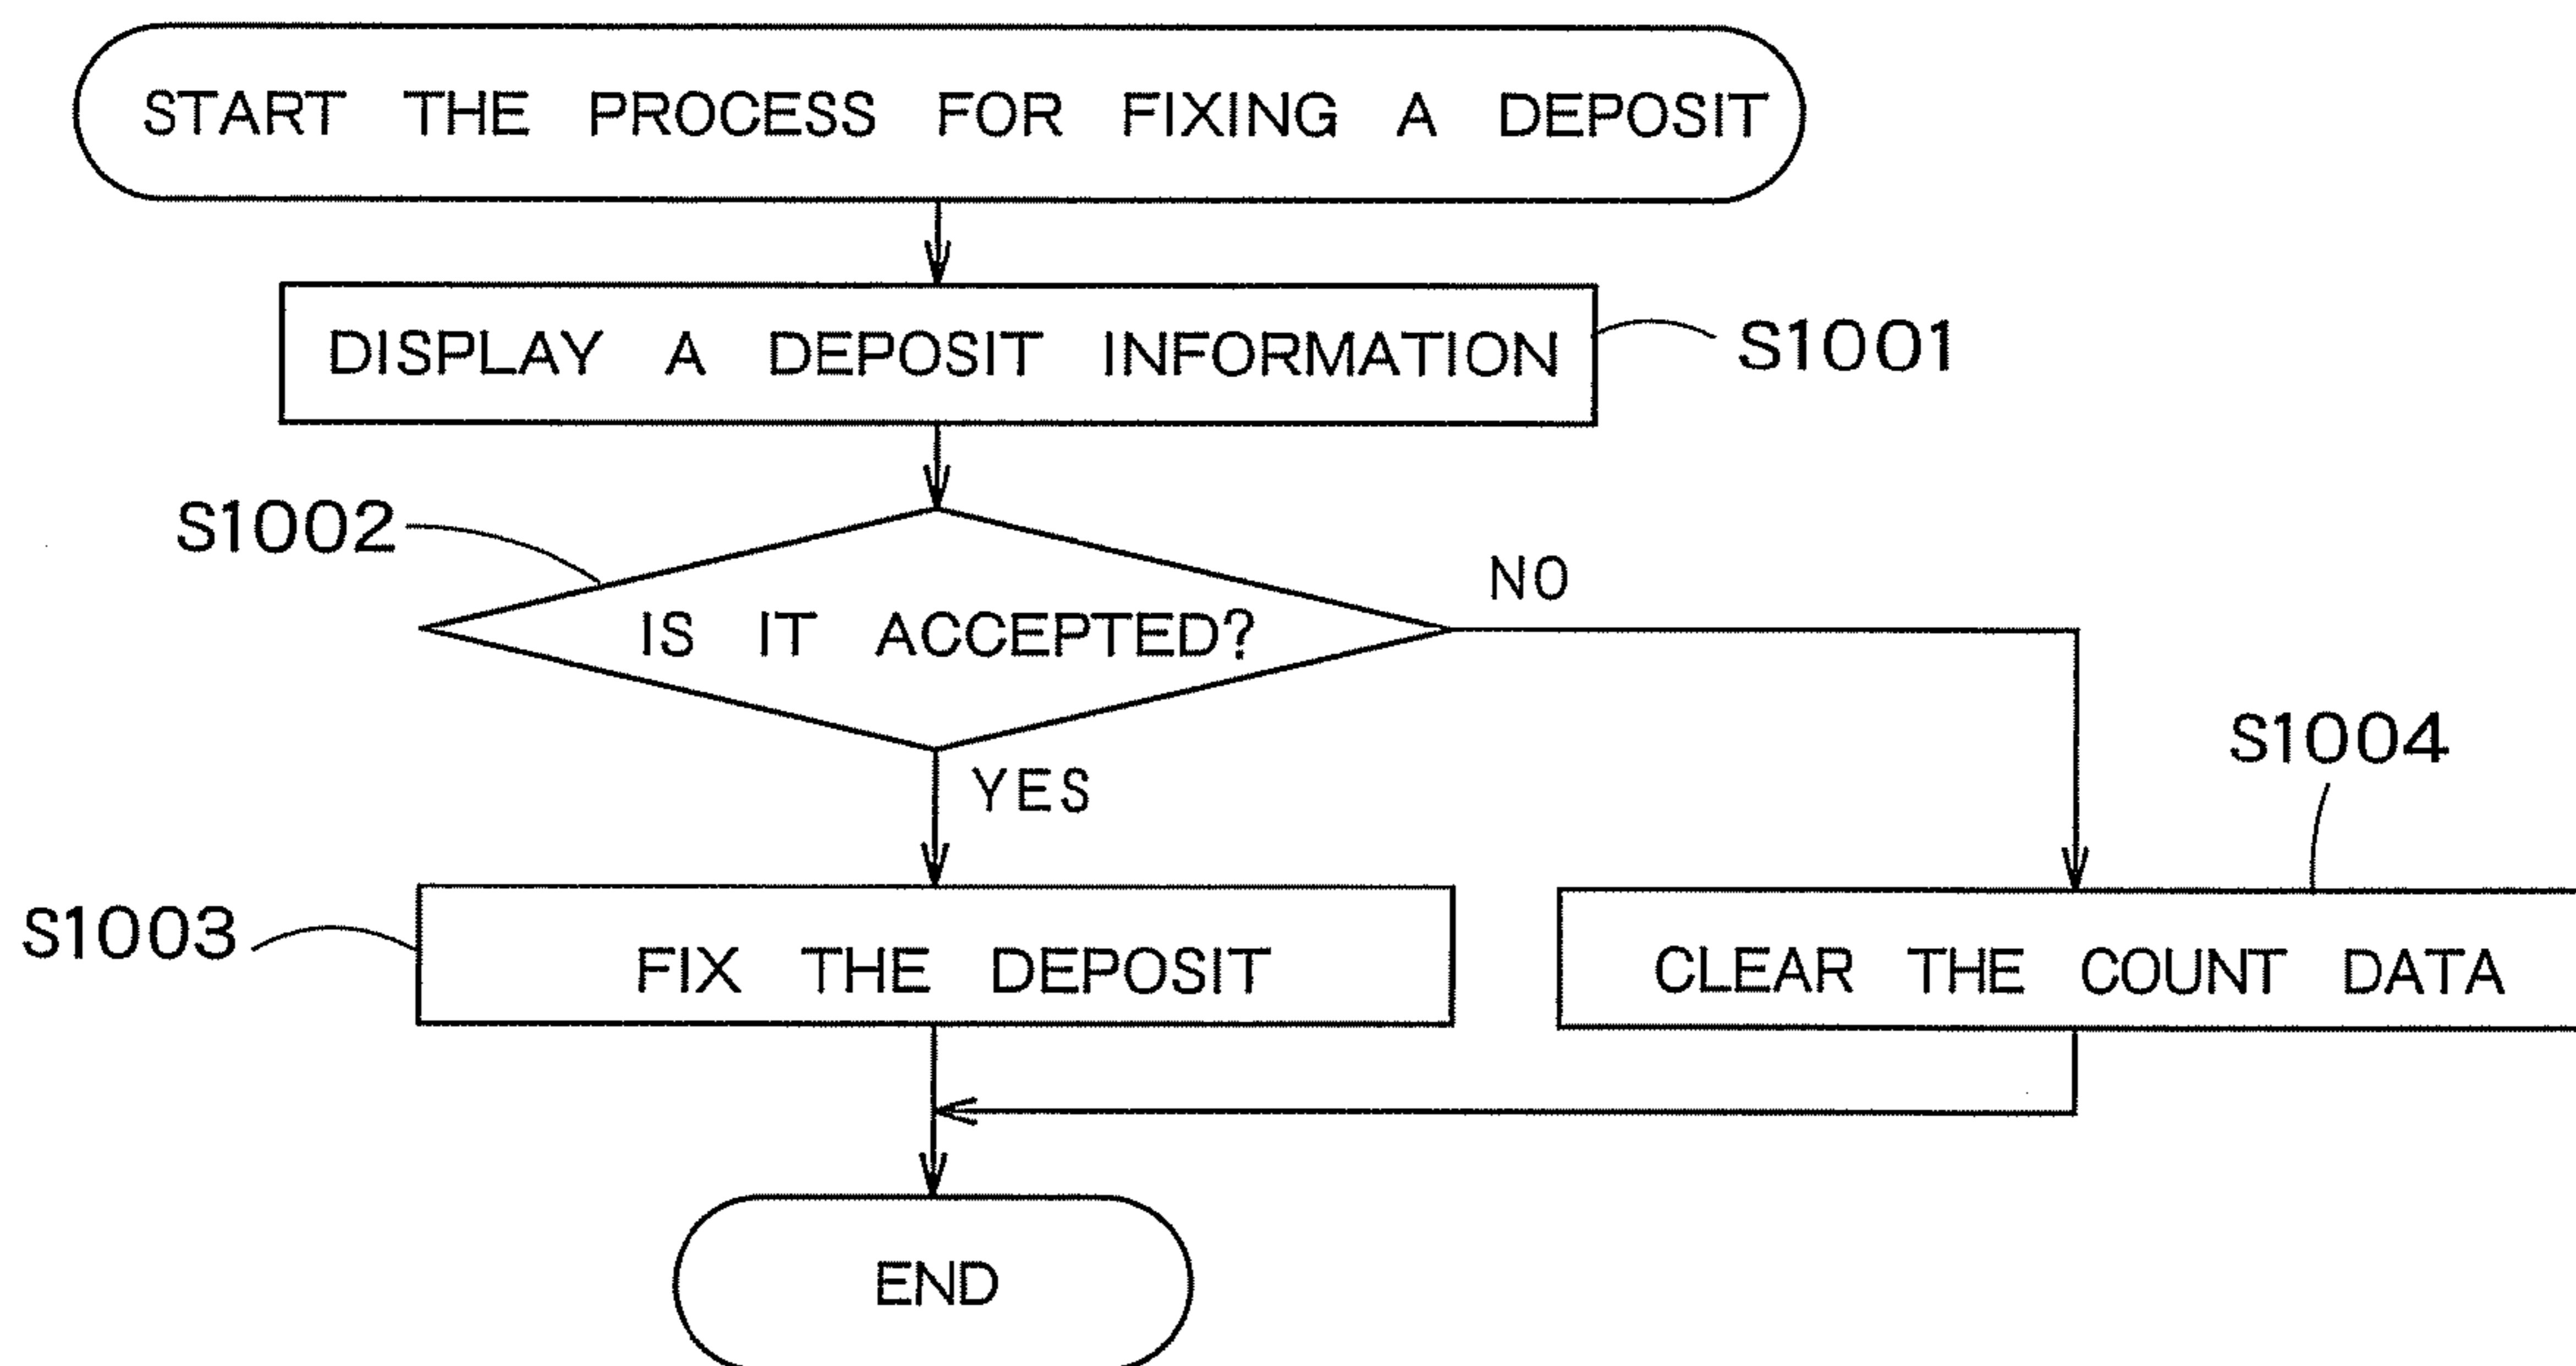 START THE PROCESS FOR FIXING A DEPOSIT
DISPLAY A DEPOSIT INFORMATION
S1001
S1002
IS IT ACCEPTED?
NO
YES
S1004
S1003
FIX THE DEPOSIT
CLEAR THE COUNT DATA
END